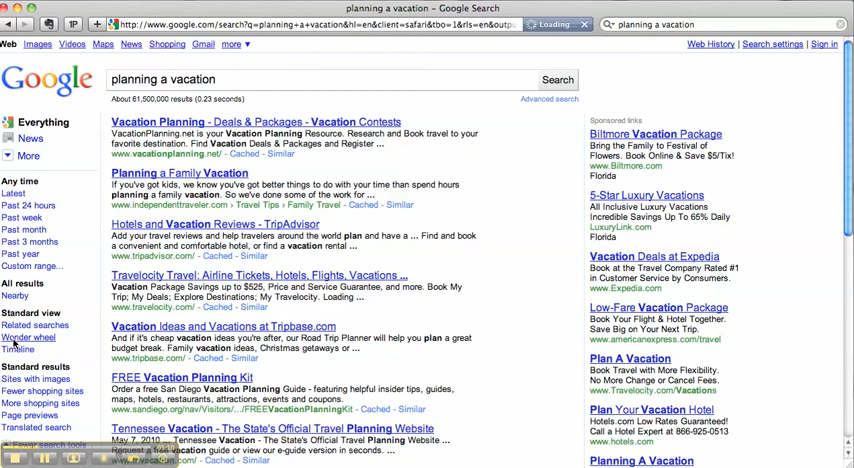 planning a vacation - Google Search
1P
http://www.google.com/search?q=planning+a+vacation&hl=en&client=safari&tbo=1&rls=en&outpu
Loading...
planning a vacation
Web Images Videos Maps News Shopping Gmail more ▼
Web History | Search settings | Sign in
Google
planning a vacation
Search
About 61,500,000 results (0.23 seconds)
Advanced search
Everything
News
More
Any time
Latest
Past 24 hours
Past week
Past month
Past 3 months
Past year
Custom range...
All results
Nearby
Standard view
Related searches
Wonder wheel
Timeline
Standard results
Sites with images
Fewer shopping sites
More shopping sites
Page previews
Translated search
Fewer search tools
Vacation Planning - Deals & Packages - Vacation Contests
VacationPlanning.net is your Vacation Planning Resource. Research and Book travel to your
favorite destination. Find Vacation Deals & Packages and Register ...
www.vacationplanning.net/ - Cached - Similar
Planning a Family Vacation
If you've got kids, we know you've got better things to do with your time than spend hours
planning a family vacation. So we've done some of the work for ...
www.independenttraveler.com › Travel Tips › Family Travel - Cached - Similar
Hotels and Vacation Reviews - TripAdvisor
Add your travel reviews and help travelers around the world plan and have a ... Find and book
a convenient and comfortable hotel, or find a vacation rental ...
www.tripadvisor.com/ - Cached - Similar
Travelocity Travel: Airline Tickets, Hotels, Flights, Vacations ...
Vacation Package Savings up to $525, Price and Service Guarantee, and more. Book My
Trip; My Deals; Explore Destinations; My Travelocity. Loading ...
www.travelocity.com/ - Cached - Similar
Vacation Ideas and Vacations at Tripbase.com
And if it's cheap vacation ideas you're after, our Road Trip Planner will help you plan a great
budget break. Family vacation ideas, Christmas getaways or ...
www.tripbase.com/ - Cached - Similar
FREE Vacation Planning Kit
Order a free San Diego Vacation Planning Guide - featuring helpful insider tips, guides,
maps, hotels, restaurants, attractions, events and coupons.
www.sandiego.org/nav/Visitors/.../FREEVacationPlanningKit - Cached - Similar
Tennessee Vacation - The State's Official Travel Planning Website
May 7, 2010 ... Tennessee Vacation - The State's Official Travel Planning Website.
Request a free vacation guide or view our e-guide version in seconds. ...
www.tnvacation.com/ - Cached - Similar
Sponsored links
Biltmore Vacation Package
Bring the Family to Festival of
Flowers. Book Online & Save $5/Tix!
www.Biltmore.com
5-Star Luxury Vacations
All Inclusive Luxury Vacations
Incredible Savings Up To 65% Daily
LuxuryLink.com
Florida
Vacation Deals at Expedia
Book at the Travel Company Rated #1
in Customer Service by Consumers.
www.Expedia.com
Low-Fare Vacation Package
Book Your Flight & Hotel Together.
Save Big on Your Next Trip.
www.americanexpress.com/travel
Plan A Vacation
Book Travel with More Flexibility.
No More Change or Cancel Fees.
www.Travelocity.com/Vacations
Plan Your Vacation Hotel
Hotels.com Low Rates Guaranteed!
Call a Hotel Expert at 866-925-0513
www.hotels.com
Planning A Vacation